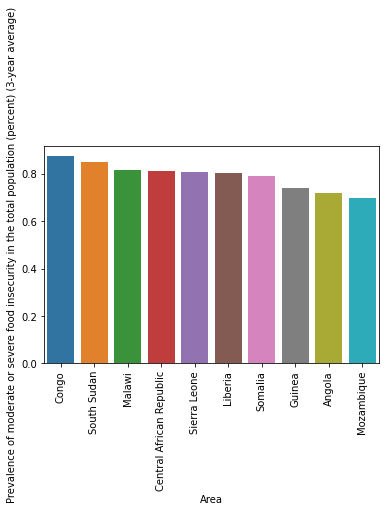 Prevalence of moderate or severe food insecurity in the total population (percent) (3-year average)
0.8
0.6
0.4
0.2
0.0
Congo
South Sudan
Malawi
Central African Republic
Sierra Leone
Liberia
Somalia
Guinea
Angola
Mozambique
Area